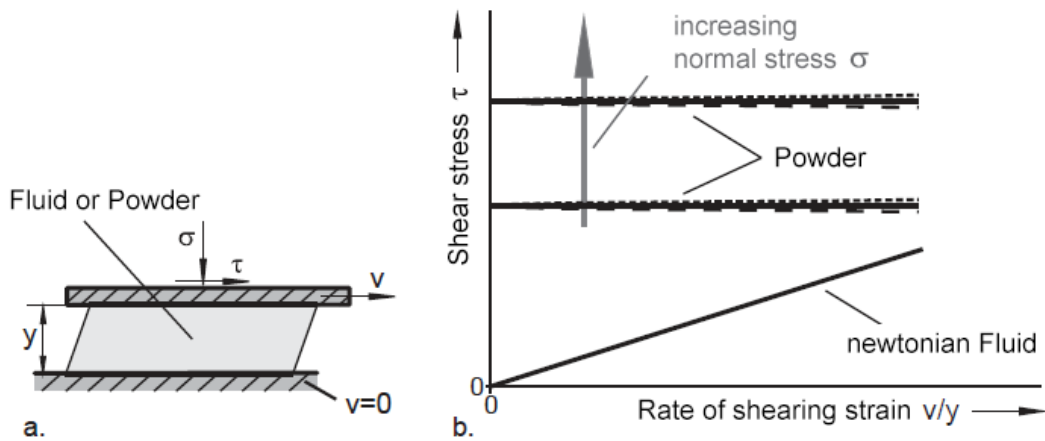 Fluid or Powder
σ
τ
v
y
v=0
a.
b.
Shear stress τ
increasing
normal stress σ
Powder
newtonian Fluid
0
0
Rate of shearing strain v/y